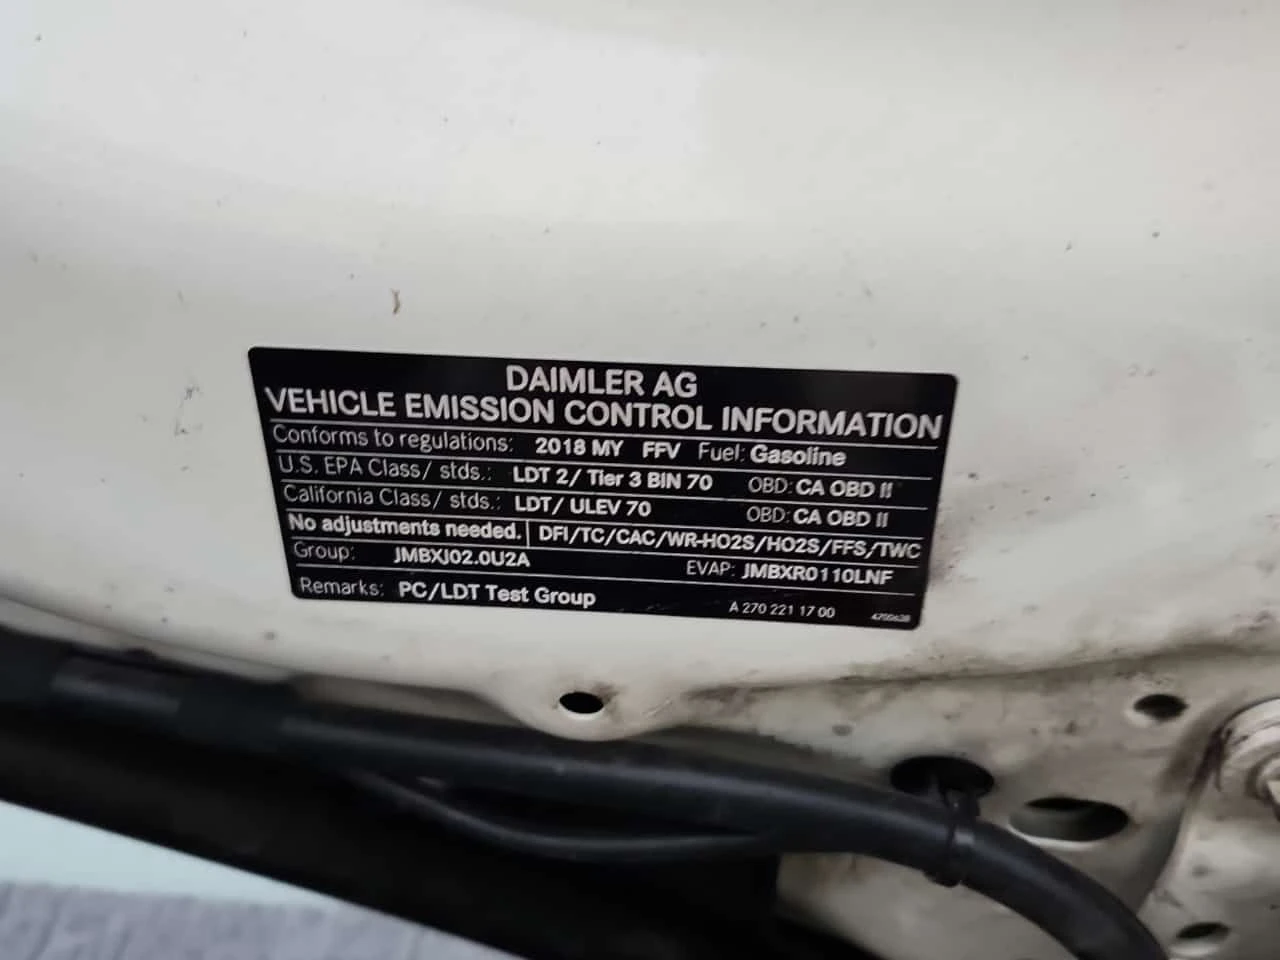 DAIMLER AG
VEHICLE EMISSION CONTROL INFORMATION
Conforms to regulations: 2018 MY FFV Fuel: Gasoline
U.S. EPA Class/ stds.: LDT 2/ Tier 3 BIN 70 OBD: CA OBD II
California Class/ stds.: LDT/ ULEV 70 OBD: CA OBD II
No adjustments needed. DFI/TC/CAC/WR-HO2S/HO2S/FFS/TWC
Group: JMBXJ02.0U2A EVAP: JMBXR0110LNF
Remarks: PC/LDT Test Group A 270 221 17 00